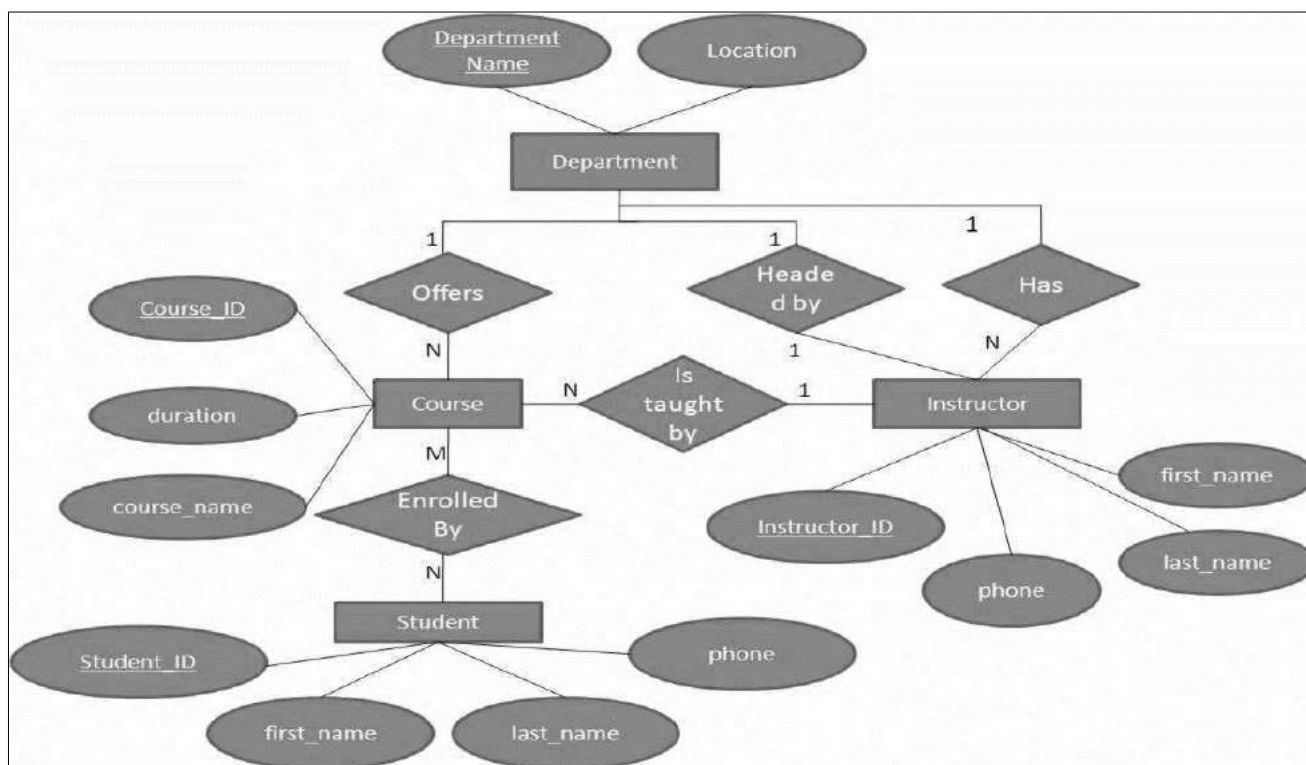 Department
Name
Location
Department
1
1
1
Offers
Heade
d by
Has
Course_ID
N
1
N
duration
Course
N
Is
taught
by
1
Instructor
course_name
M
first_name
Enrolled
By
Instructor_ID
last_name
N
phone
Student
Student_ID
phone
first_name
last_name